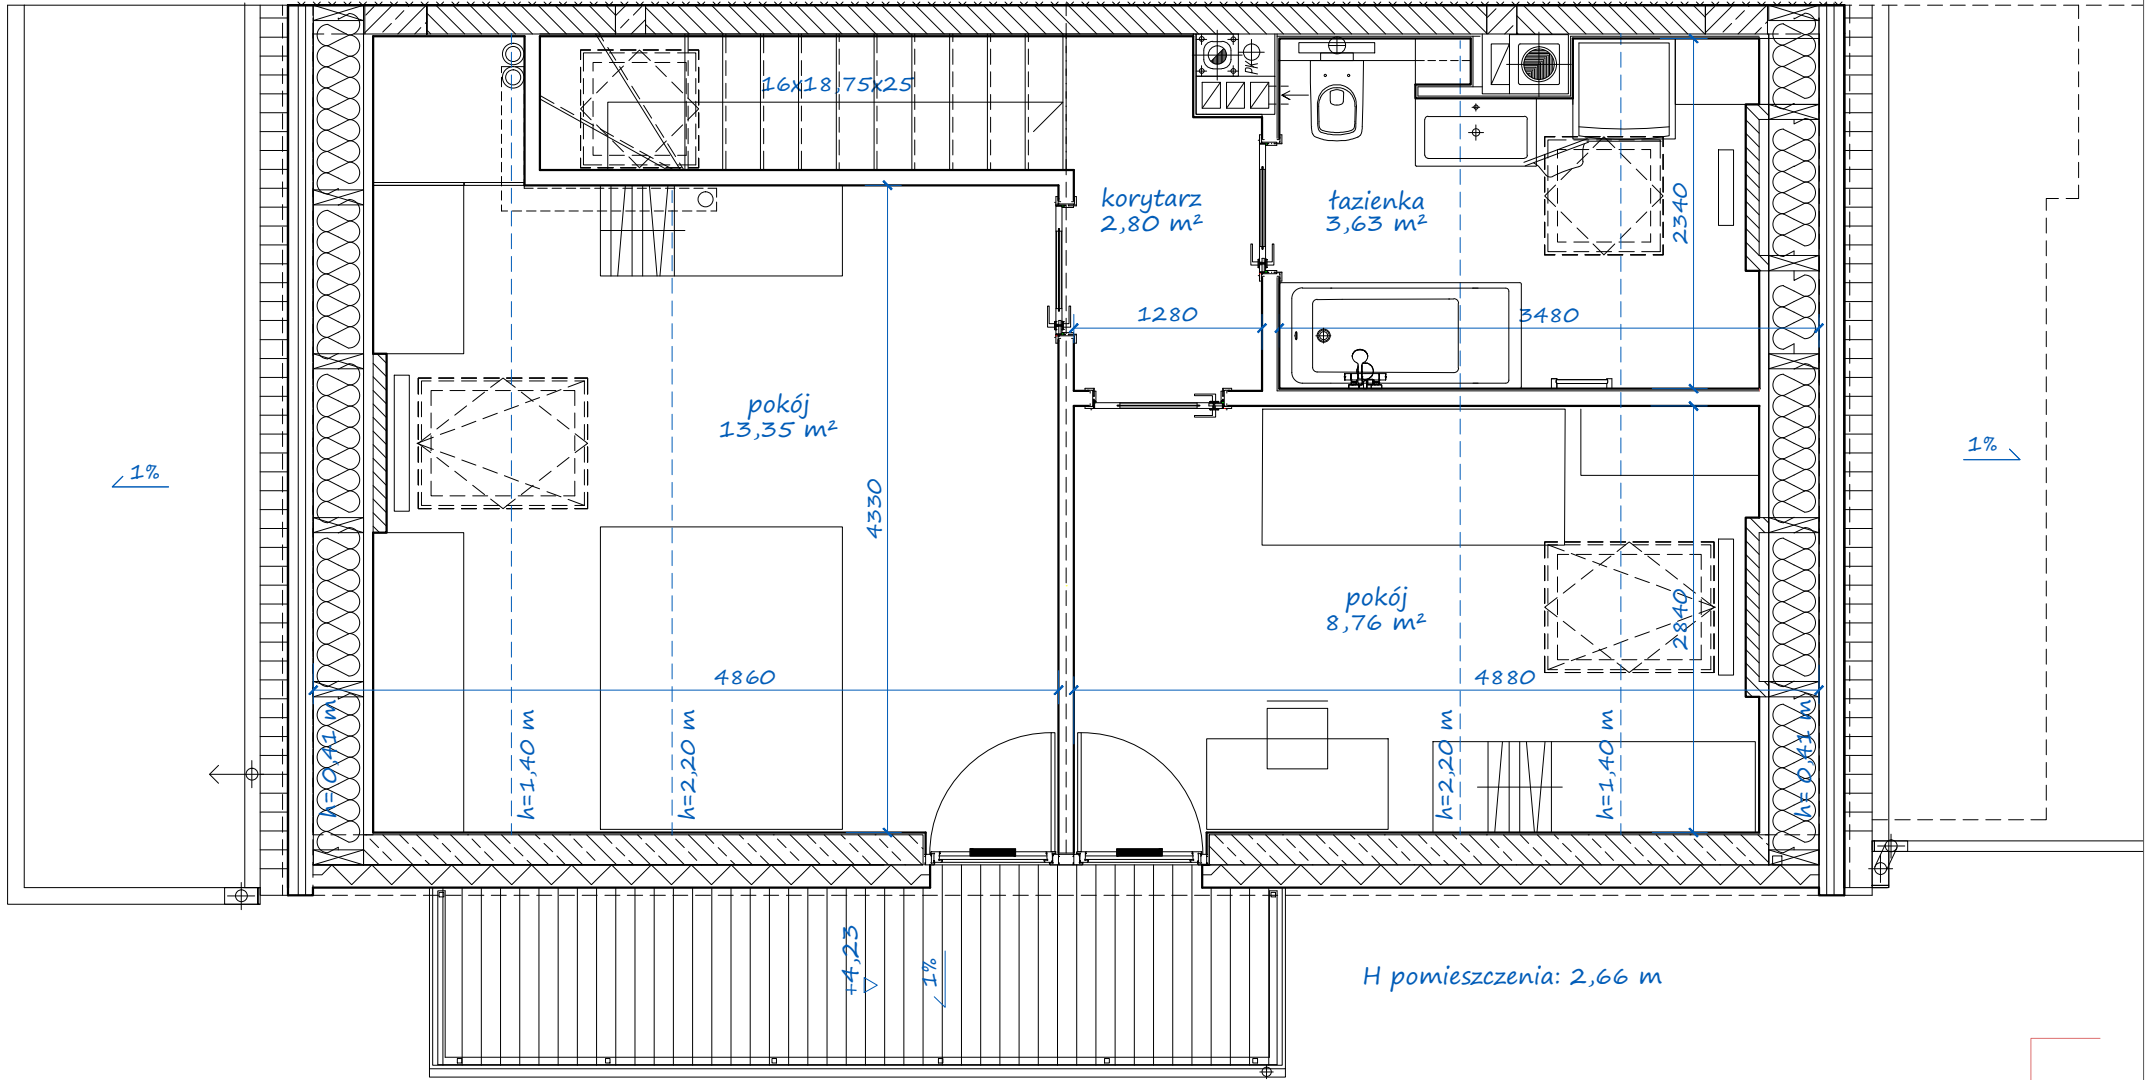 16x18,75x25
PK
korytarz
2,80 m²
łazienka
3,63 m²
2340
1280
3480
pokój
13,35 m²
4330
1%
1%
pokój
8,76 m²
2840
4860
4880
h=0,41 m
h=1,40 m
h=2,20 m
h=2,20 m
h=1,40 m
h= 0,41 m
+4,23
1%
H pomieszczenia: 2,66 m